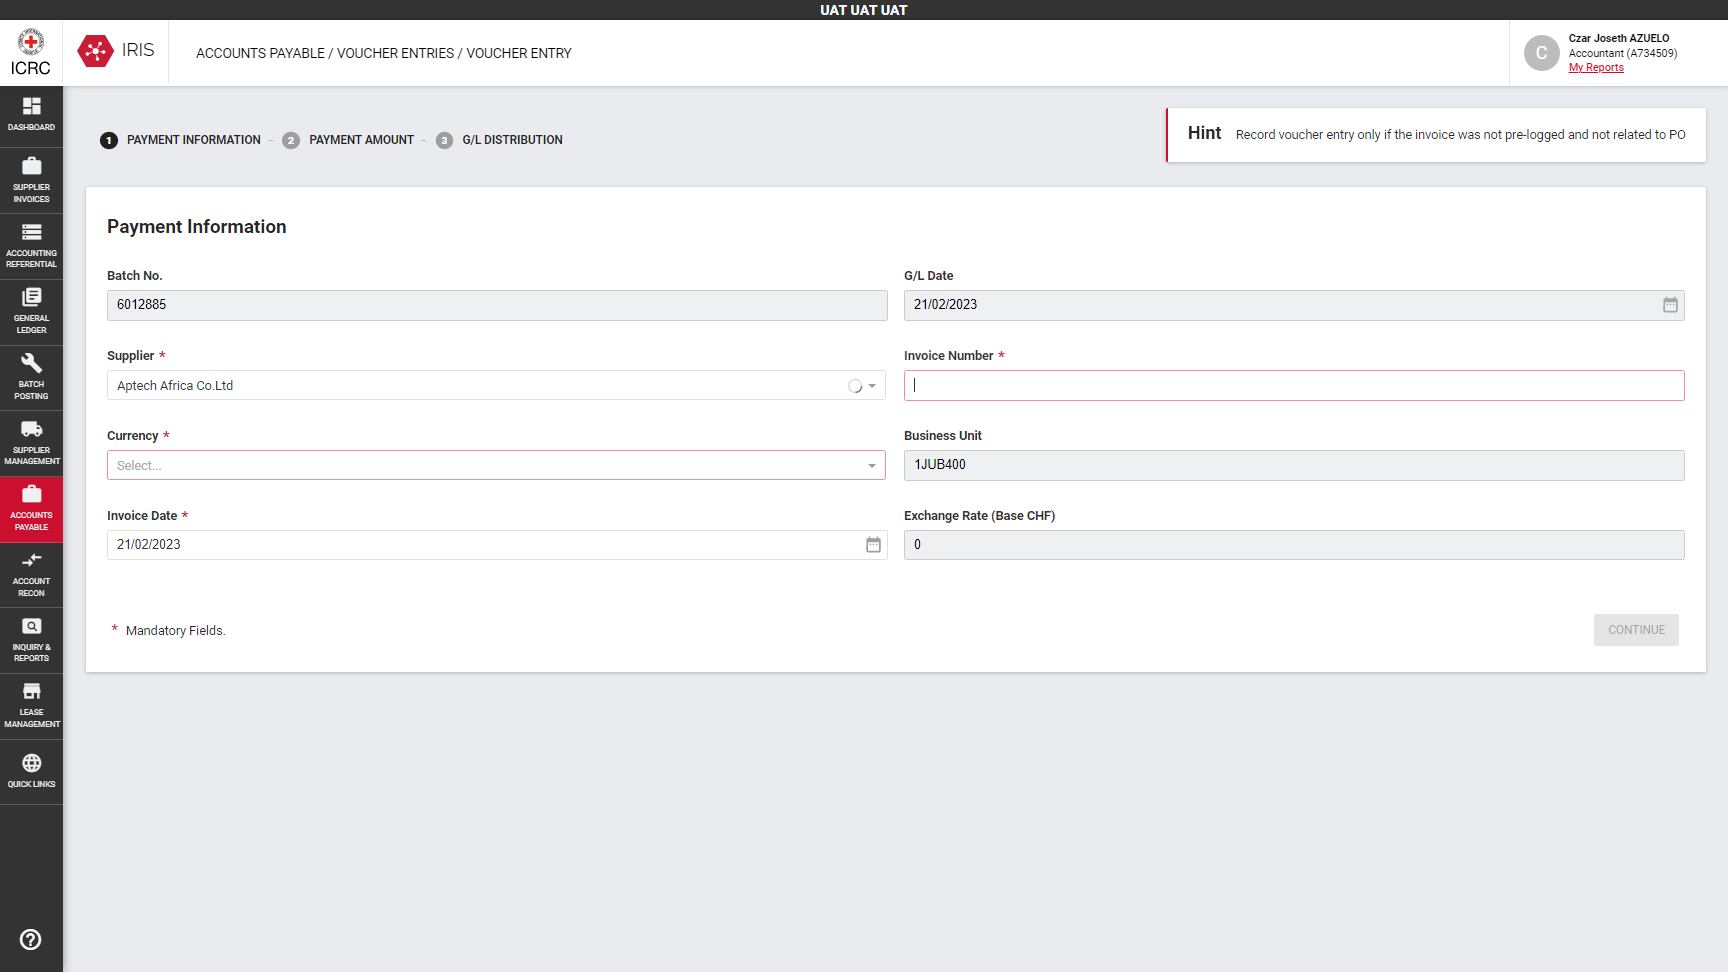 UAT UAT UAT
ICRC
IRIS
ACCOUNTS PAYABLE / VOUCHER ENTRIES / VOUCHER ENTRY
C
Czar Joseth AZUELO
Accountant (A734509)
My Reports
DASHBOARD
SUPPLIER
INVOICES
ACCOUNTING
REFERENTIAL
GENERAL
LEDGER
BATCH
POSTING
SUPPLIER
MANAGEMENT
ACCOUNTS
PAYABLE
ACCOUNT
RECON
INQUIRY &
REPORTS
LEASE
MANAGEMENT
QUICK LINKS
1 PAYMENT INFORMATION - 2 PAYMENT AMOUNT - 3 G/L DISTRIBUTION
Hint Record voucher entry only if the invoice was not pre-logged and not related to PO
Payment Information
Batch No.
6012885
G/L Date
21/02/2023
Supplier *
Aptech Africa Co.Ltd
Invoice Number *
Currency *
Select...
Business Unit
1JUB400
Invoice Date *
21/02/2023
Exchange Rate (Base CHF)
0
* Mandatory Fields.
CONTINUE